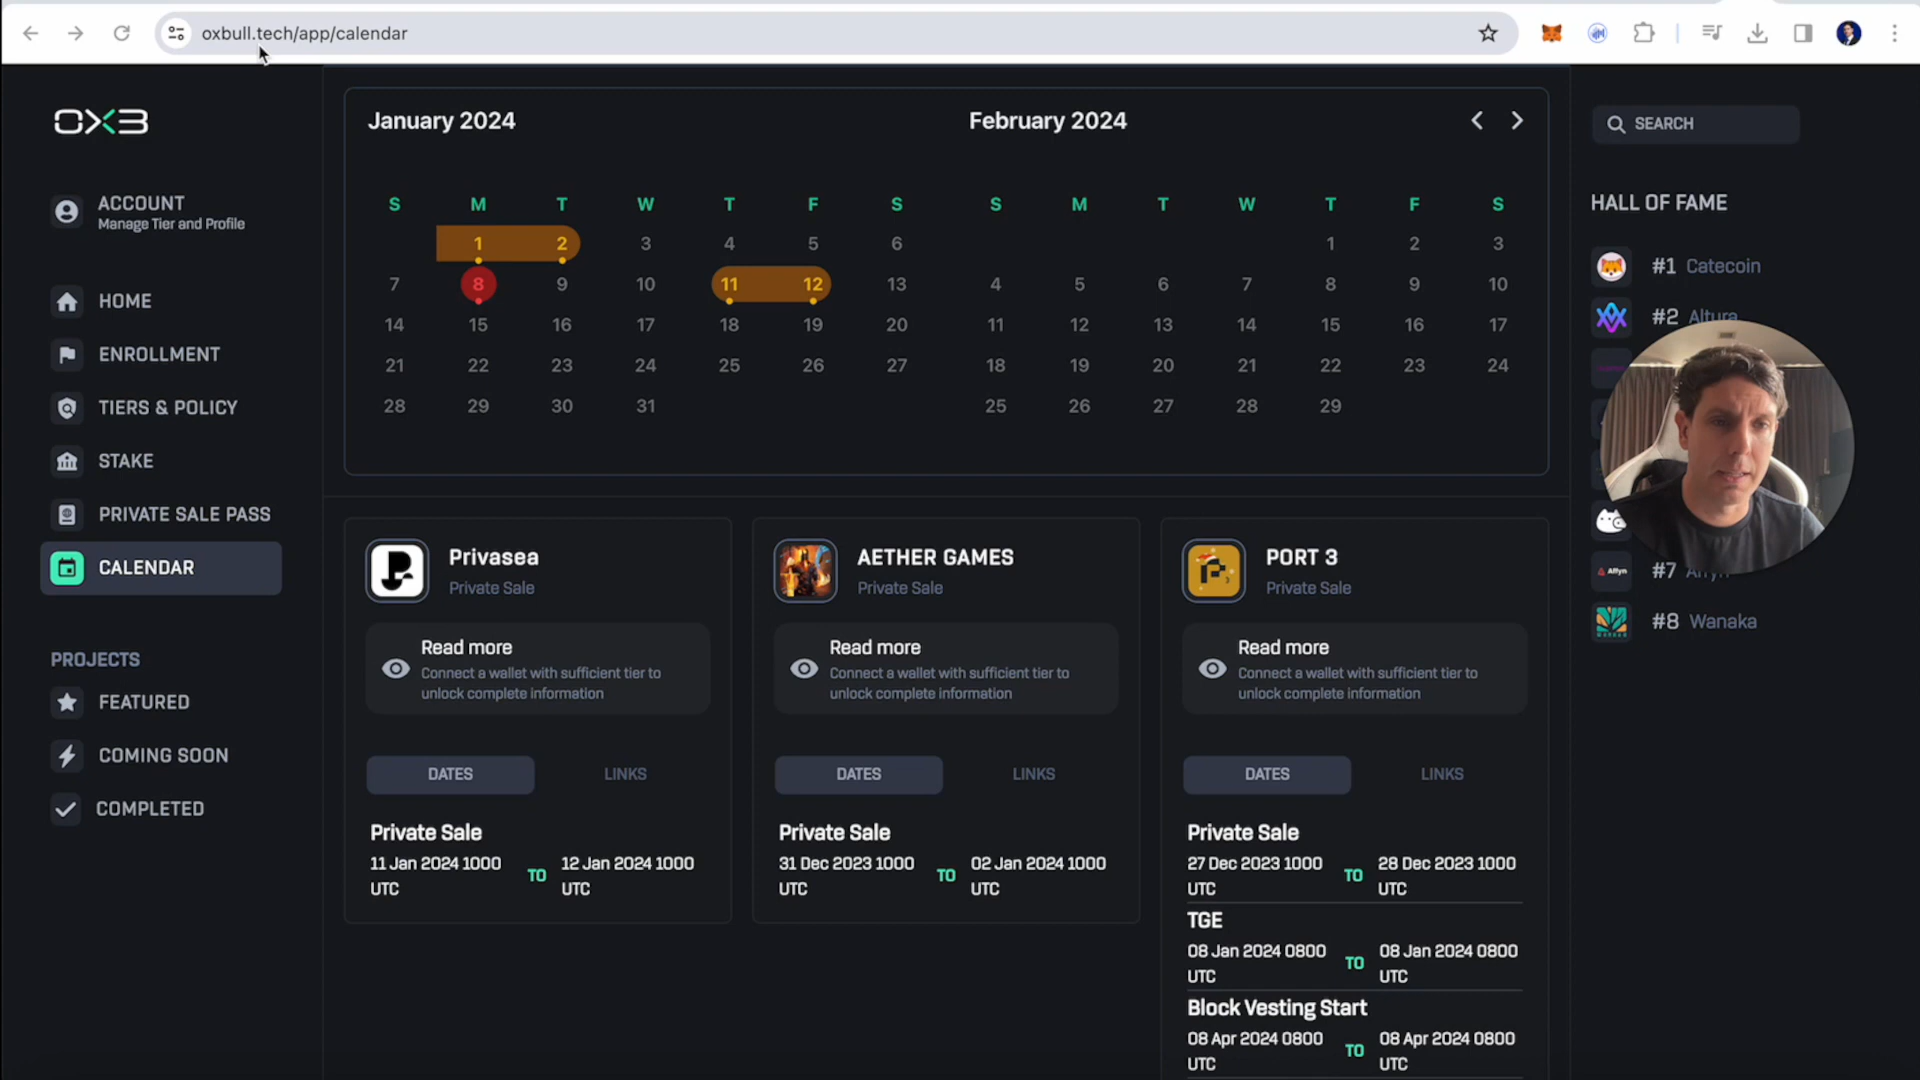 oxbull.tech/app/calendar
OXB
ACCOUNT
Manage Tier and Profile
HOME
ENROLLMENT
TIERS & POLICY
STAKE
PRIVATE SALE PASS
CALENDAR
PROJECTS
FEATURED
COMING SOON
COMPLETED
January 2024
S M T W T F S
1 2 3 4 5 6
7 8 9 10 11 12 13
14 15 16 17 18 19 20
21 22 23 24 25 26 27
28 29 30 31
February 2024
S M T W T F S
1 2 3
4 5 6 7 8 9 10
11 12 13 14 15 16 17
18 19 20 21 22 23 24
25 26 27 28 29
Privasea
Private Sale
Read more
Connect a wallet with sufficient tier to
unlock complete information
DATES LINKS
Private Sale
11 Jan 2024 1000
UTC
TO
12 Jan 2024 1000
UTC
AETHER GAMES
Private Sale
Read more
Connect a wallet with sufficient tier to
unlock complete information
DATES LINKS
Private Sale
31 Dec 2023 1000
UTC
TO
02 Jan 2024 1000
UTC
PORT 3
Private Sale
Read more
Connect a wallet with sufficient tier to
unlock complete information
DATES LINKS
Private Sale
27 Dec 2023 1000
UTC
TO
28 Dec 2023 1000
UTC
TGE
08 Jan 2024 0800
UTC
TO
08 Jan 2024 0800
UTC
Block Vesting Start
08 Apr 2024 0800
UTC
TO
08 Apr 2024 0800
UTC
SEARCH
HALL OF FAME
#1 Catecoin
#2 Altura
#7 Affyn
#8 Wanaka